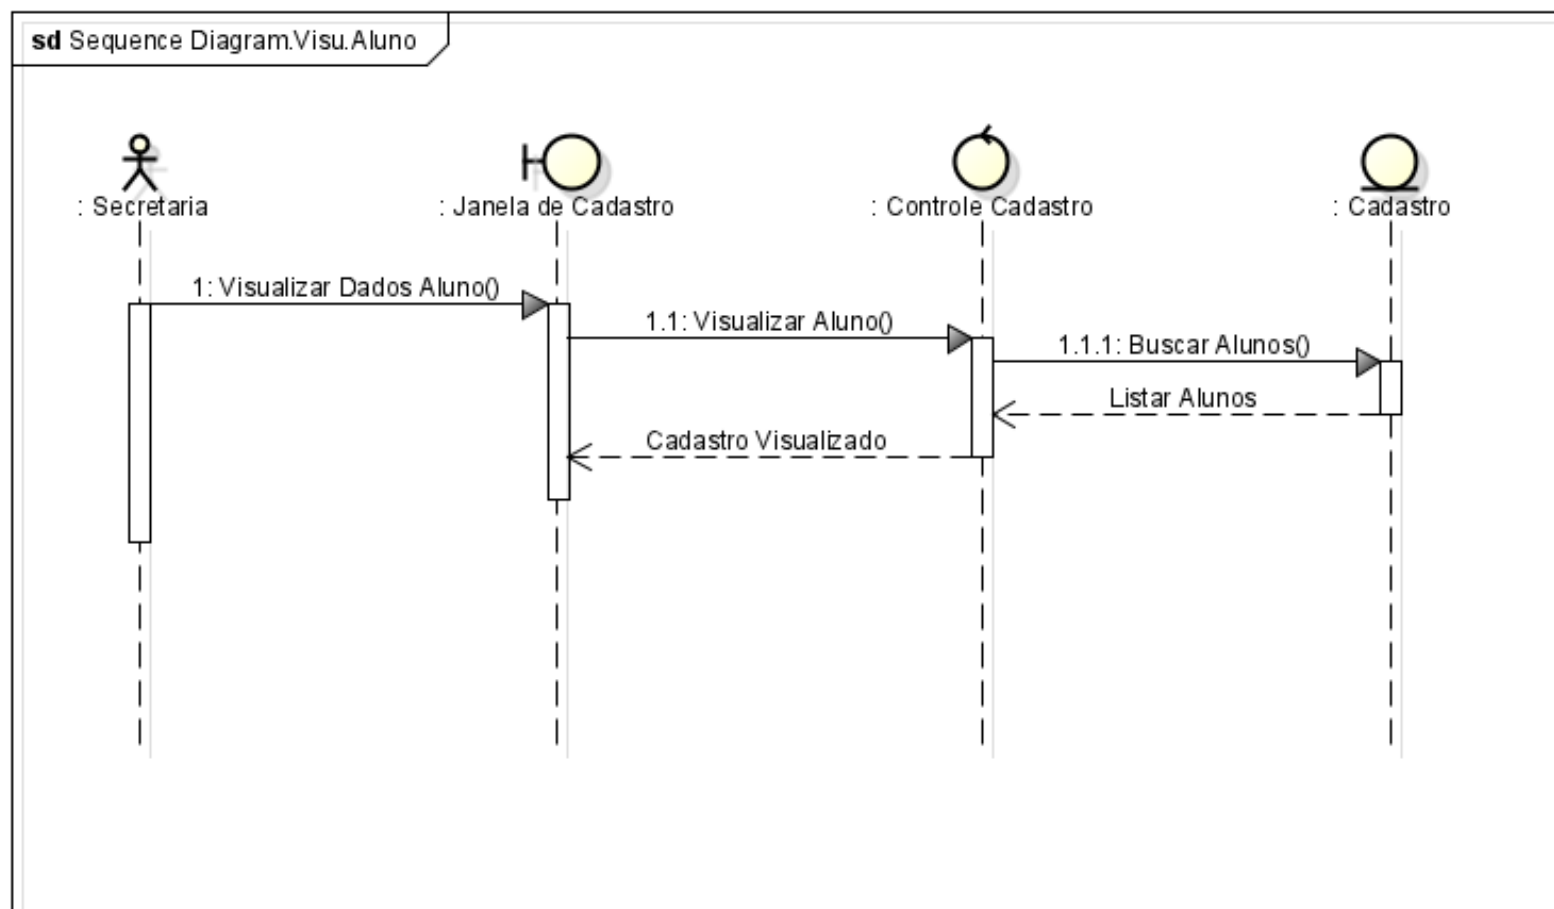 sd Sequence Diagram.Visu.Aluno
: Secretaria
: Janela de Cadastro
: Controle Cadastro
: Cadastro
1: Visualizar Dados Aluno()
1.1: Visualizar Aluno()
1.1.1: Buscar Alunos()
Listar Alunos
Cadastro Visualizado